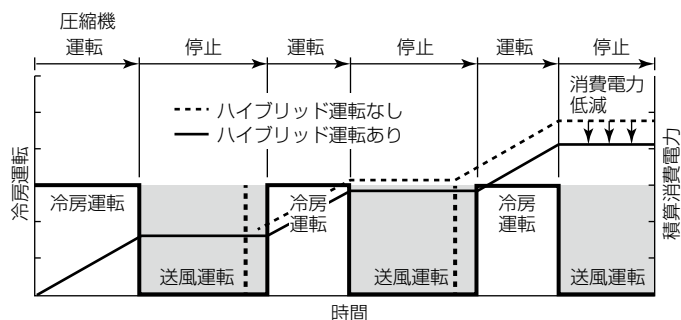 圧縮機
運転 停止 運転 停止 運転 停止
消費電力
低減
ハイブリッド運転なし
ハイブリッド運転あり
冷房運転
積算消費電力
冷房運転
冷房
運転
冷房
運転
送風運転 送風運転 送風運転
時間